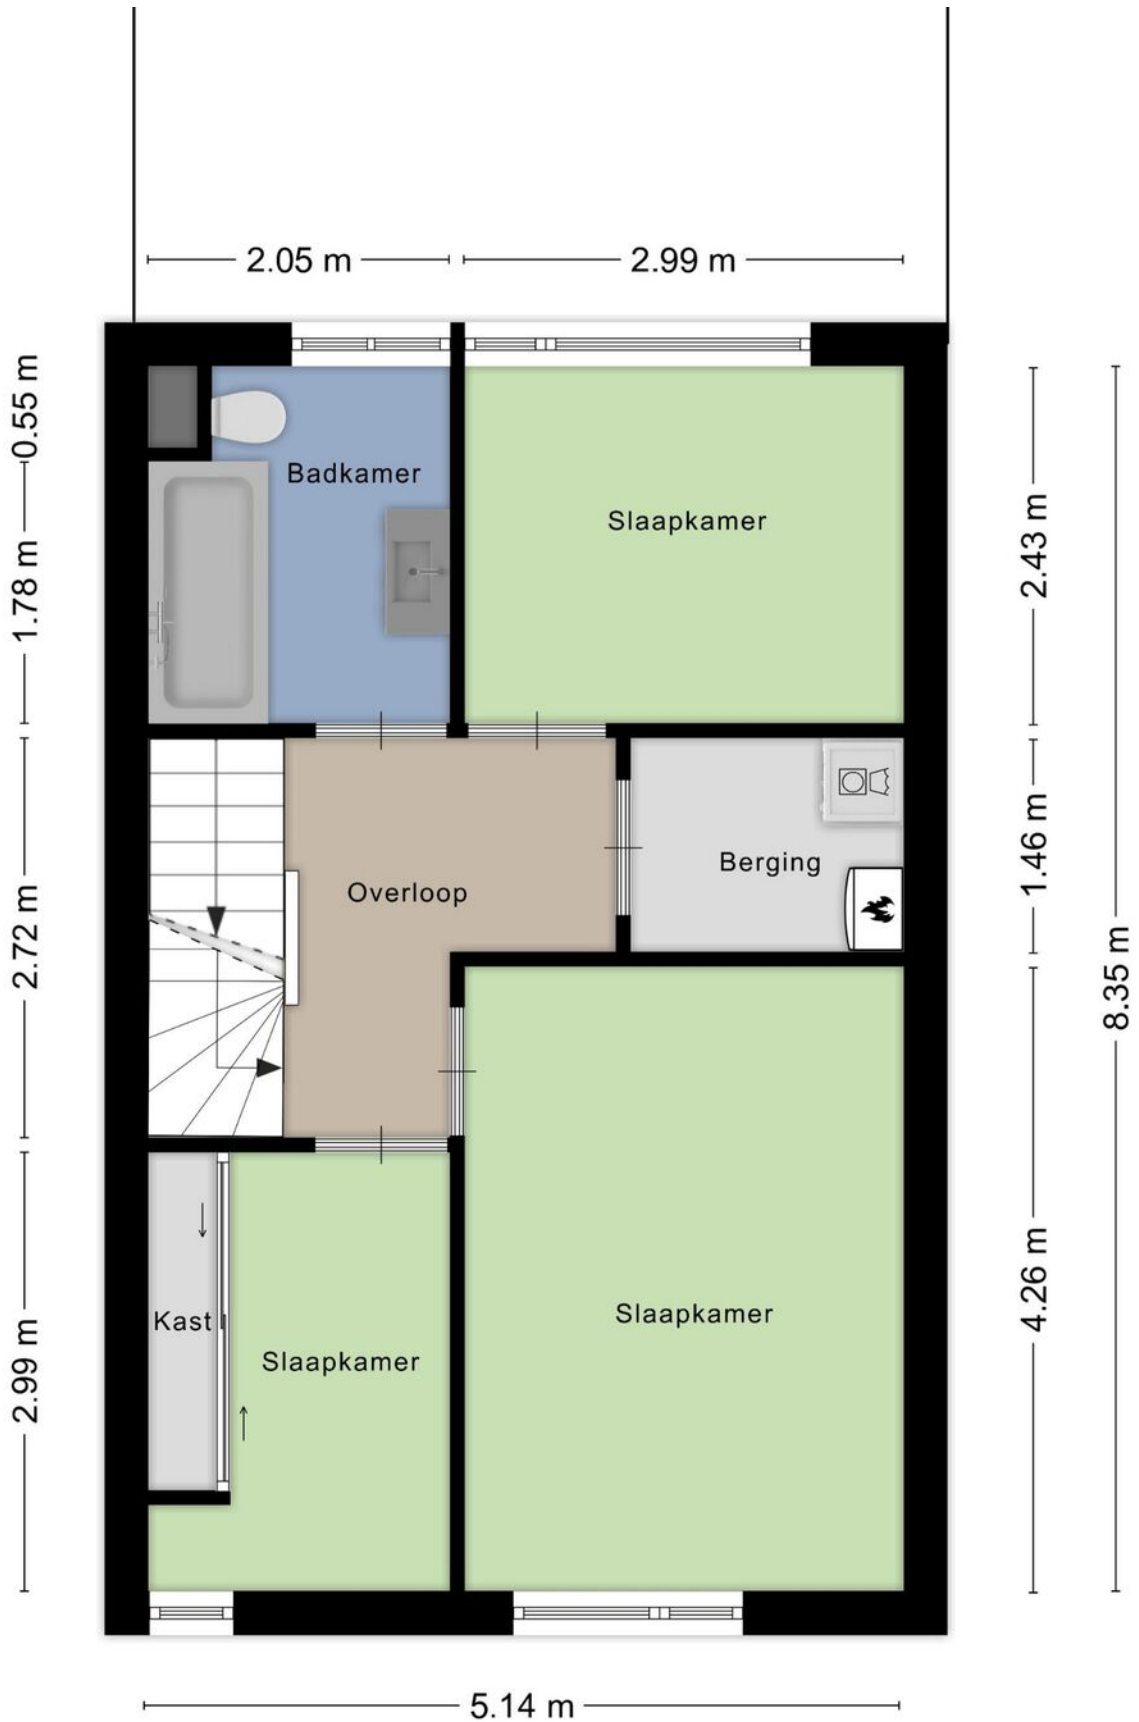 2.05 m
2.99 m
0.55 m
Badkamer
Slaapkamer
2.43 m
1.78 m
1.46 m
Berging
Overloop
2.72 m
8.35 m
4.26 m
Kast
Slaapkamer
Slaapkamer
2.99 m
5.14 m